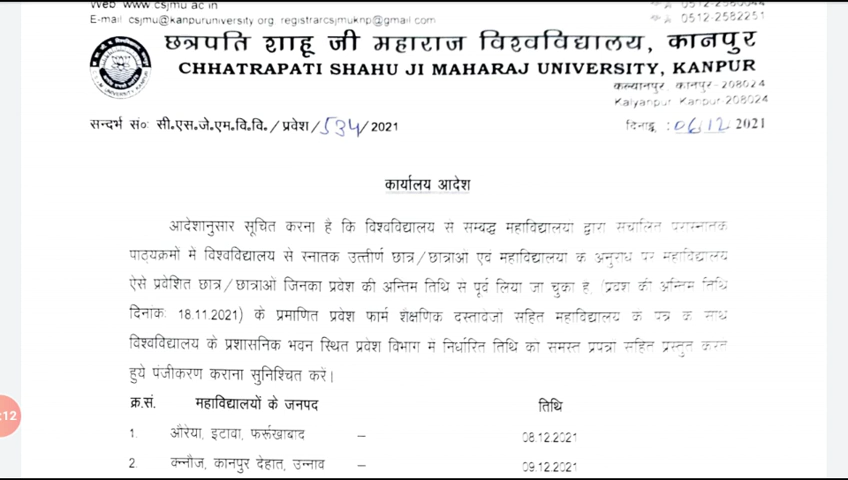 Web www.csjmu ac in
E-mail csjmu@kanpuruniversity org registrarcsjmuknp@gmail com
0512-2582251
छत्रपति शाहू जी महाराज विश्वविद्यालय, कानपुर
CHHATRAPATI SHAHU JI MAHARAJ UNIVERSITY, KANPUR
कल्यानपुर, कानपुर-208024
Kalyanpur Kanpur-208024
सन्दर्भ सं० सी.एस.जे.एम.वि.वि./प्रवेश/534/2021
दिनाङ्क :06/12/2021
कार्यालय आदेश
आदेशानुसार सूचित करना है कि विश्वविद्यालय से सम्बद्ध महाविद्यालया द्वारा संचालित परास्नातक
पाठ्यक्रमों में विश्वविद्यालय से स्नातक उत्तीर्ण छात्र/छात्राओं एवं महाविद्यालया क अनुराध पर महाविद्यालय
ऐसे प्रवेशित छात्र/छात्राओं जिनका प्रवेश की अन्तिम तिथि से पूर्व लिया जा चुका है, (प्रवश की अन्तिम तिथि
दिनांक 18.11.2021) के प्रमाणित प्रवेश फार्म शैक्षणिक दस्तावेजों सहित महाविद्यालय क पत्र क साथ
विश्वविद्यालय के प्रशासनिक भवन स्थित प्रवेश विभाग में निर्धारित तिथि का समस्त प्रपत्रा सहित प्रस्तुत करत
हुये पंजीकरण कराना सुनिश्चित करें।
क्र.सं. महाविद्यालयों के जनपद तिथि
1. औरेया, इटावा, फर्रूखाबाद – 08.12.2021
2. कन्नौज, कानपुर देहात, उन्नाव – 09.12.2021
:12